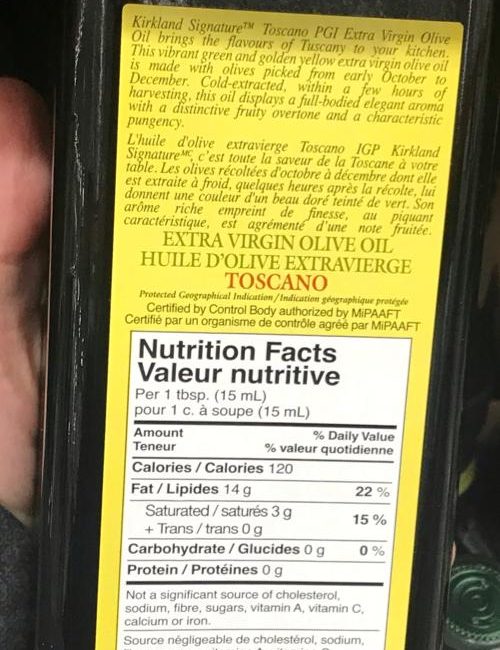 Kirkland Signature™ Toscano PGI Extra Virgin Olive
Oil brings the flavours of Tuscany to your kitchen.
This vibrant green and golden yellow extra virgin olive oil
is made with olives picked from early October to
December. Cold-extracted, within a few hours of
harvesting, this oil displays a full-bodied elegant aroma
with a distinctive fruity overtone and a characteristic
pungency.
L'huile d'olive extravierge Toscano IGP Kirkland
Signature MC, c'est toute la saveur de la Toscane à votre
table. Les olives récoltées d'octobre à décembre dont elle
est extraite à froid, quelques heures après la récolte, lui
donnent une couleur d'un beau doré teinté de vert. Son
arôme riche empreint de finesse, au piquant
caractéristique, est agrémenté d'une note fruitée.
EXTRA VIRGIN OLIVE OIL
HUILE D'OLIVE EXTRAVIERGE
TOSCANO
Protected Geographical Indication/Indication géographique protégée
Certified by Control Body authorized by MiPAAFT
Certifié par un organisme de contrôle agréé par MiPAAFT
Nutrition Facts
Valeur nutritive
Per 1 tbsp. (15 mL)
pour 1 c. à soupe (15 mL)
Amount % Daily Value
Teneur % valeur quotidienne
Calories / Calories 120
Fat / Lipides 14 g 22 %
Saturated / saturés 3 g
+ Trans / trans 0 g 15 %
Carbohydrate / Glucides 0 g 0 %
Protein / Protéines 0 g
Not a significant source of cholesterol,
sodium, fibre, sugars, vitamin A, vitamin C,
calcium or iron.
Source négligeable de cholestérol, sodium,